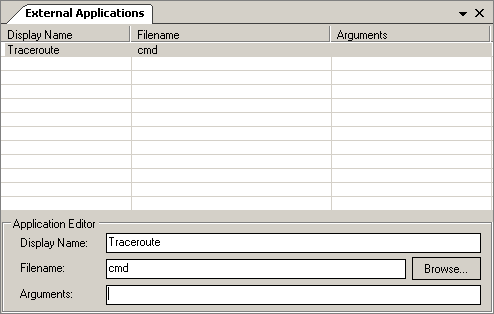 External Applications
Display Name Filename Arguments
Traceroute cmd
Application Editor
Display Name: Traceroute
Filename: cmd Browse...
Arguments: